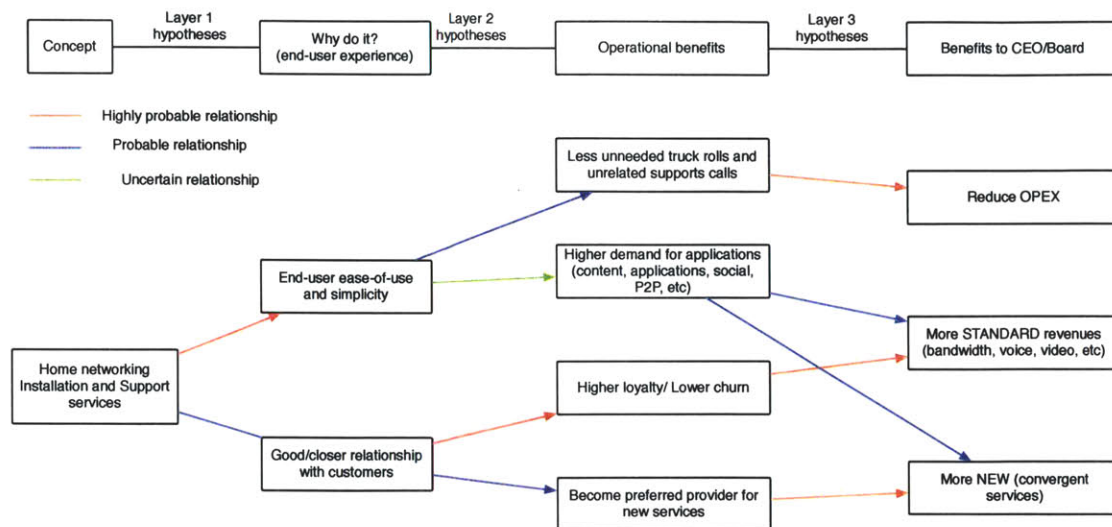 Concept
Layer 1
hypotheses
Why do it?
(end-user experience)
Layer 2
hypotheses
Operational benefits
Layer 3
hypotheses
Benefits to CEO/Board
Highly probable relationship
Probable relationship
Uncertain relationship
Less unneeded truck rolls and
unrelated supports calls
Reduce OPEX
End-user ease-of-use
and simplicity
Higher demand for applications
(content, applications, social,
P2P, etc)
More STANDARD revenues
(bandwidth, voice, video, etc)
Home networking
Installation and Support
services
Higher loyalty/ Lower churn
Good/closer relationship
with customers
Become preferred provider for
new services
More NEW (convergent
services)